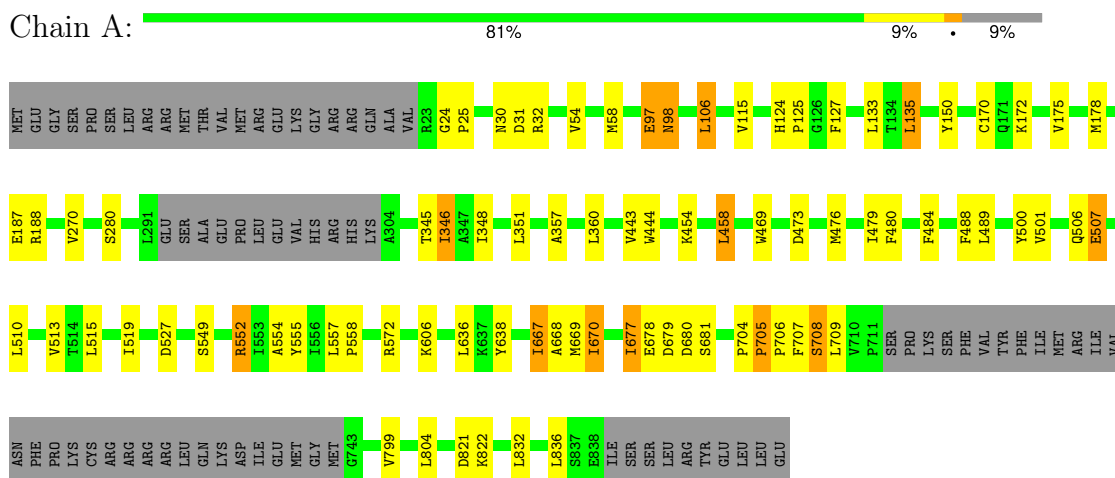 Chain A:
81% 9% • 9%
MET GLU GLY SER PRO SER LEU ARG ARG MET THR VAL MET ARG GLU LYS GLY ARG ARG GLN ALA VAL R23 G24 P25 N30 D31 R32 V54 M58 E97 N98 L106 V115 H124 P125 G126 F127 L133 T134 L135 Y150 C170 Q171 K172 V175 M178
E187 R188 V270 S280 L291 GLU SER ALA GLU PRO LEU GLU VAL HIS ARG HIS LYS A304 T345 I346 A347 I348 L351 A357 L360 V443 W444 K454 L458 W469 D473 M476 I479 F480 F484 F488 L489 Y500 V501 Q506 E507
L510 V513 T514 L515 I519 D527 S549 R552 I553 A554 Y555 I556 L557 P558 R572 K606 L636 K637 Y638 I667 A668 M669 I670 I677 E678 D679 D680 S681 P704 P705 P706 F707 S708 L709 V710 P711 SER PRO LYS SER PHE VAL TYR PHE ILE MET ARG ILE VAL
ASN PHE PRO LYS CYS ARG ARG ARG ARG LEU GLN LYS ASP ILE GLU MET GLY MET G743 V799 L804 D821 K822 L832 L836 S837 E838 ILE SER SER LEU ARG TYR GLU LEU LEU GLU